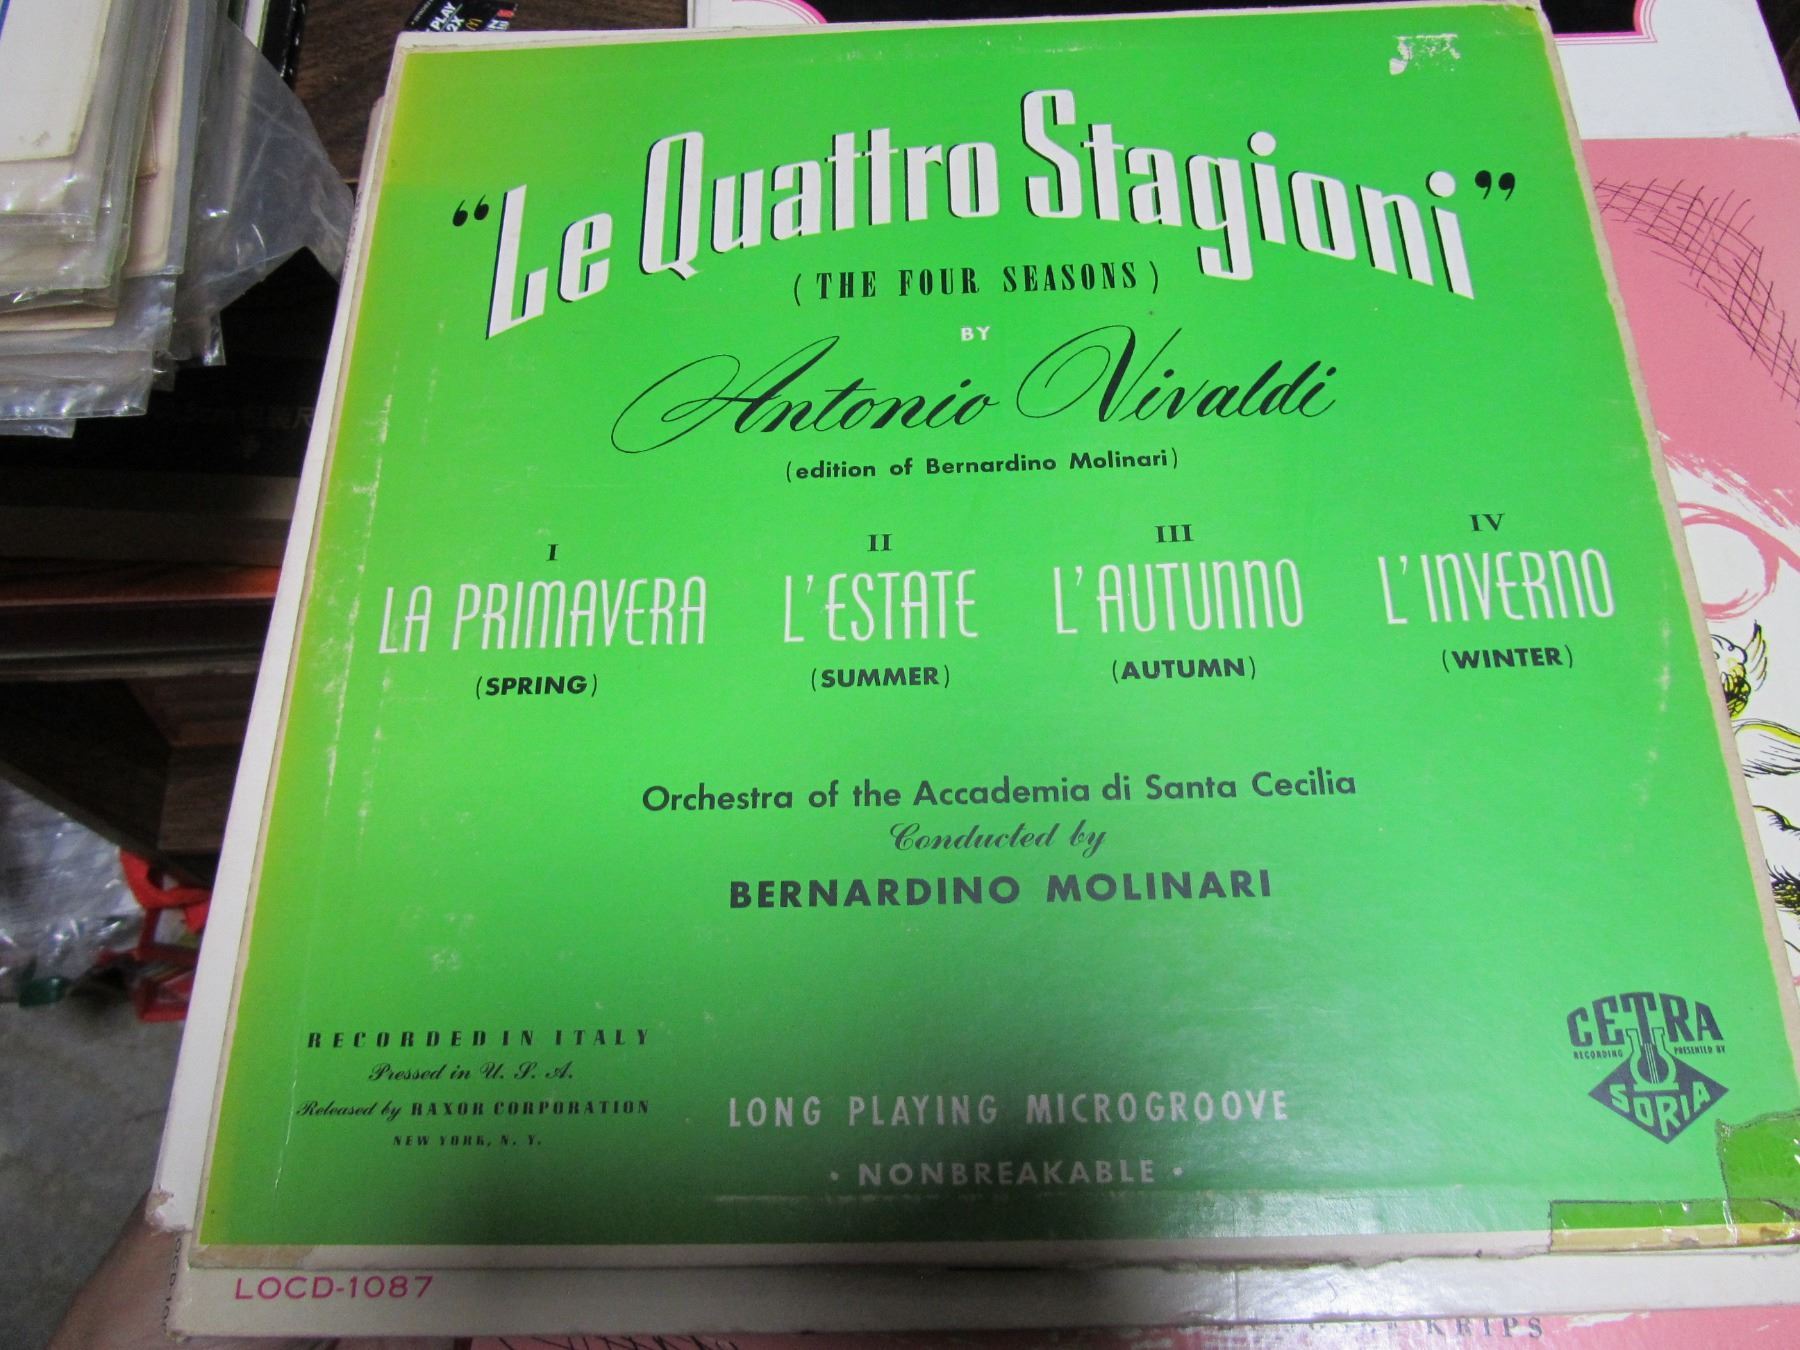 PLAY
2X
“Le Quattro Stagioni”
(THE FOUR SEASONS)
BY
Antonio Vivaldi
(edition of Bernardino Molinari)
I II III IV
LA PRIMAVERA L'ESTATE L'AUTUNNO L'INVERNO
(SPRING) (SUMMER) (AUTUMN) (WINTER)
Orchestra of the Accademia di Santa Cecilia
Conducted by
BERNARDINO MOLINARI
RECORDED IN ITALY
Pressed in U. S. A.
Released by RAXOR CORPORATION
NEW YORK, N. Y.
LONG PLAYING MICROGROOVE
• NONBREAKABLE •
CETRA
RECORDING PRESENTED BY
SORIA
LOCD-1087
KRIPS